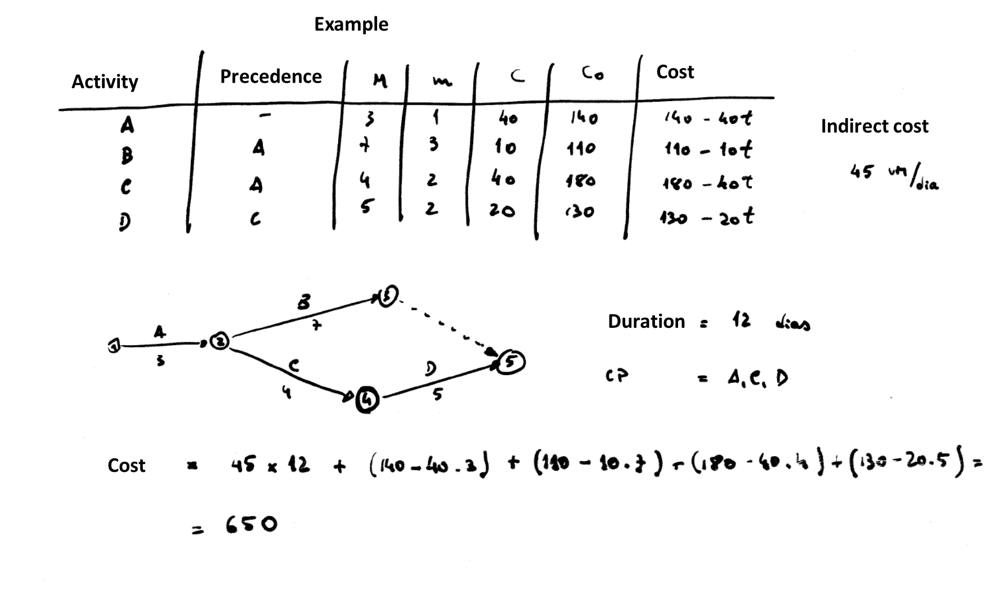 Example
Activity Precedence M m C Co Cost
A - 3 1 40 140 140 - 40t
B A 7 3 10 110 110 - 10t
C A 4 2 40 180 180 - 40t
D C 5 2 20 130 130 - 20t
Indirect cost
45 um/dia
A 3
B 7
C 4
D 5
1 2 3 4 5
Duration = 12 dias
CP = A, C, D
Cost = 45 x 12 + (140 - 40.3) + (110 - 10.7) + (180 - 40.4) + (130 - 20.5) =
= 650